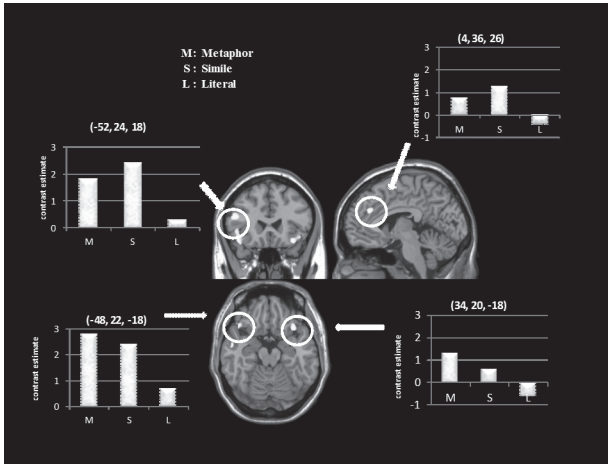 M: Metaphor
S : Simile
L : Literal
(4, 36, 26)
3
2
1
0
-1
M
S
L
contrast estimate
(-52, 24, 18)
3
2
1
0
M
S
L
contrast estimate
(-48, 22, -18)
3
2
1
0
M
S
L
contrast estimate
(34, 20, -18)
3
2
1
0
-1
M
S
L
contrast estimate